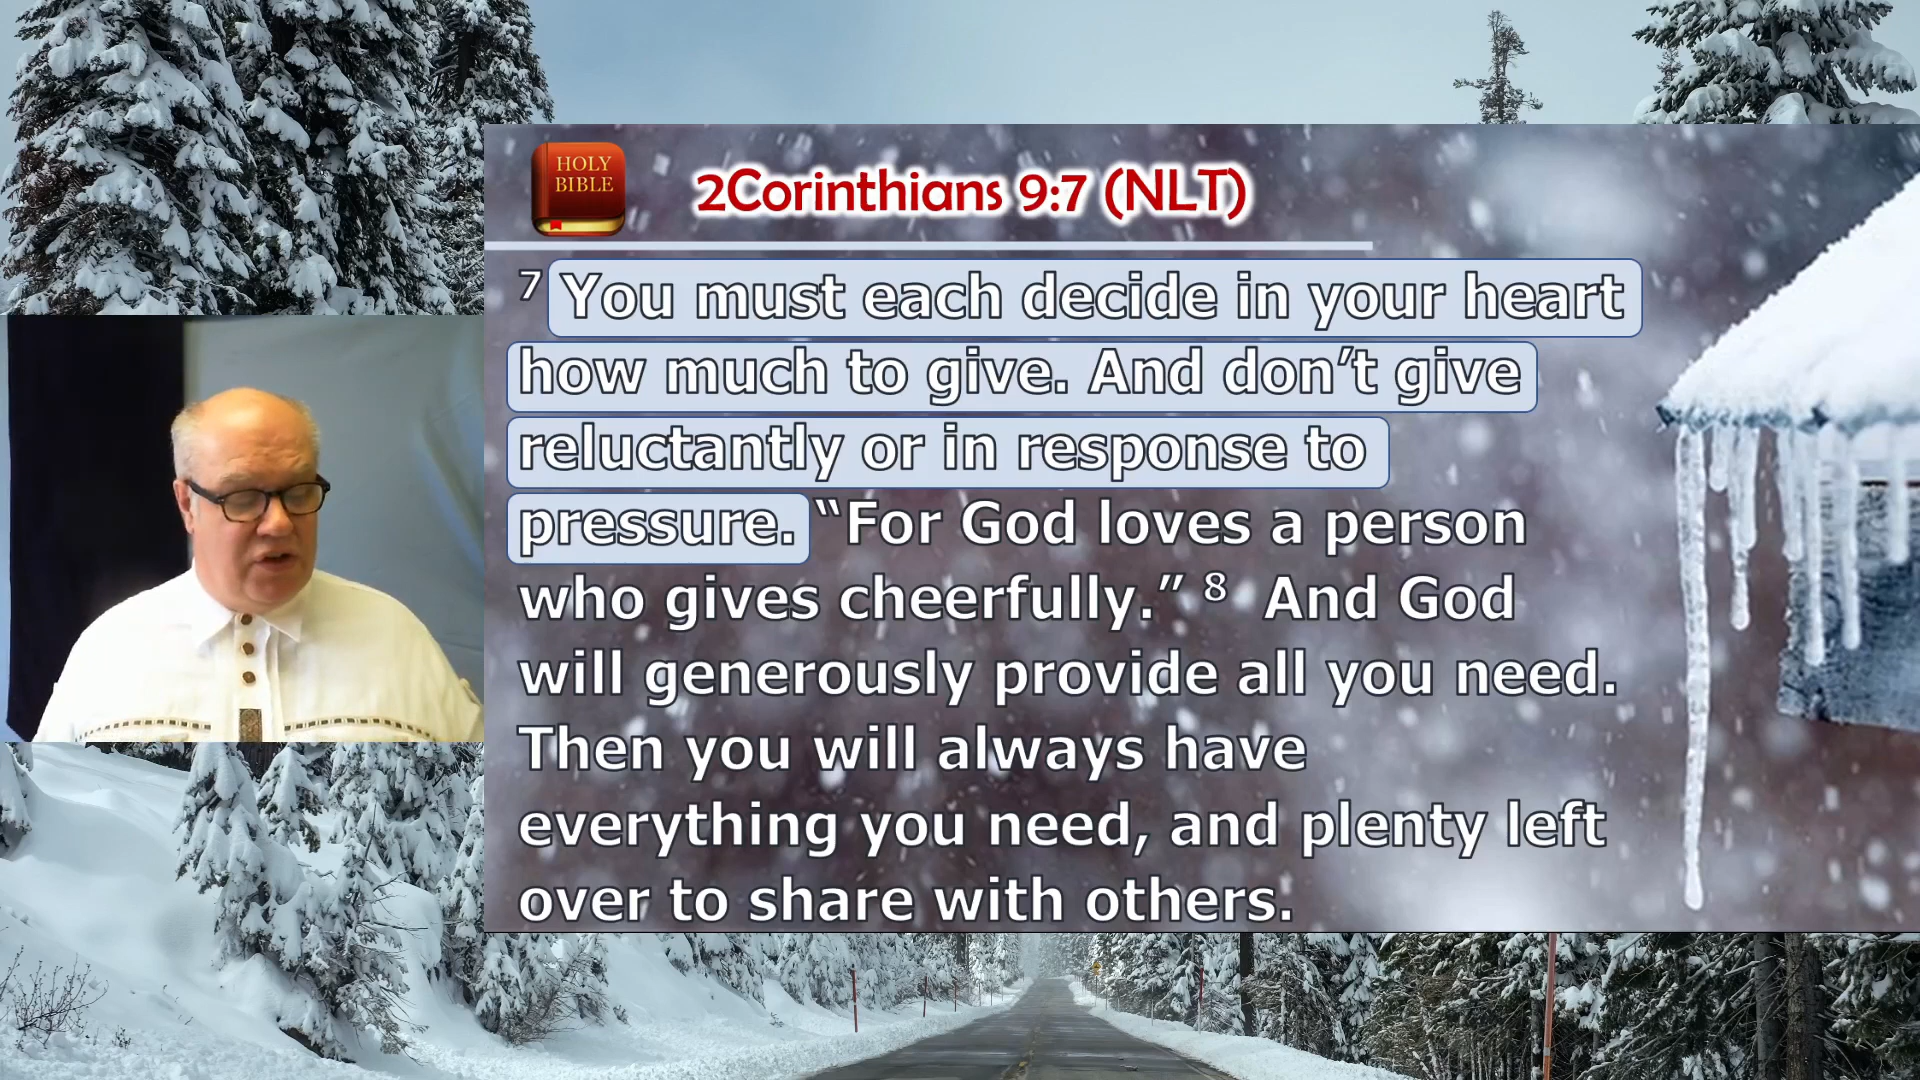 HOLY
BIBLE
2Corinthians 9:7 (NLT)
7 You must each decide in your heart
how much to give. And don’t give
reluctantly or in response to
pressure. “For God loves a person
who gives cheerfully.” 8 And God
will generously provide all you need.
Then you will always have
everything you need, and plenty left
over to share with others.